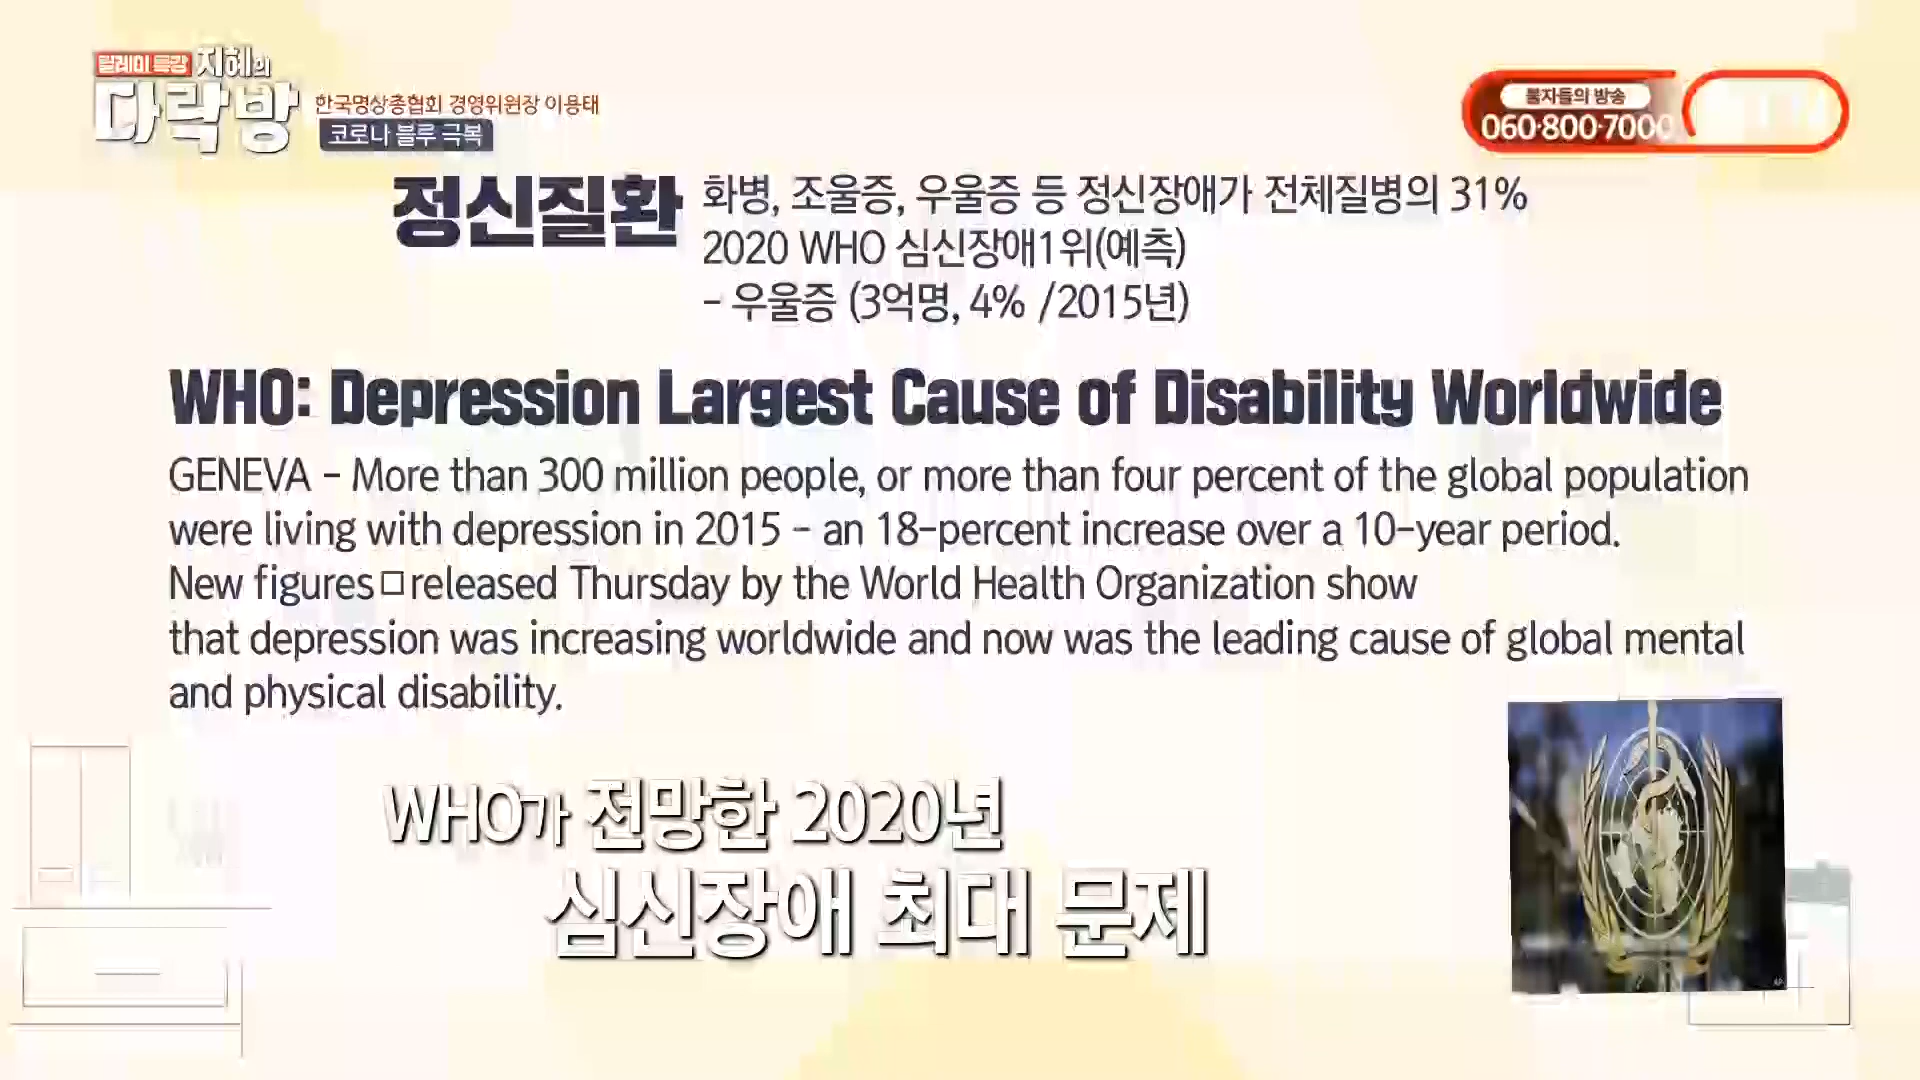 릴레이 특강 지혜의
다락방
한국명상총협회 경영위원장 이용태
코로나 블루 극복
불자들의 방송
060·800·7000
정신질환
화병, 조울증, 우울증 등 정신장애가 전체질병의 31%
2020 WHO 심신장애1위(예측)
- 우울증 (3억명, 4% /2015년)
WHO: Depression Largest Cause of Disability Worldwide
GENEVA - More than 300 million people, or more than four percent of the global population
were living with depression in 2015 - an 18-percent increase over a 10-year period.
New figures□released Thursday by the World Health Organization show
that depression was increasing worldwide and now was the leading cause of global mental
and physical disability.
WHO가 전망한 2020년
심신장애 최대 문제